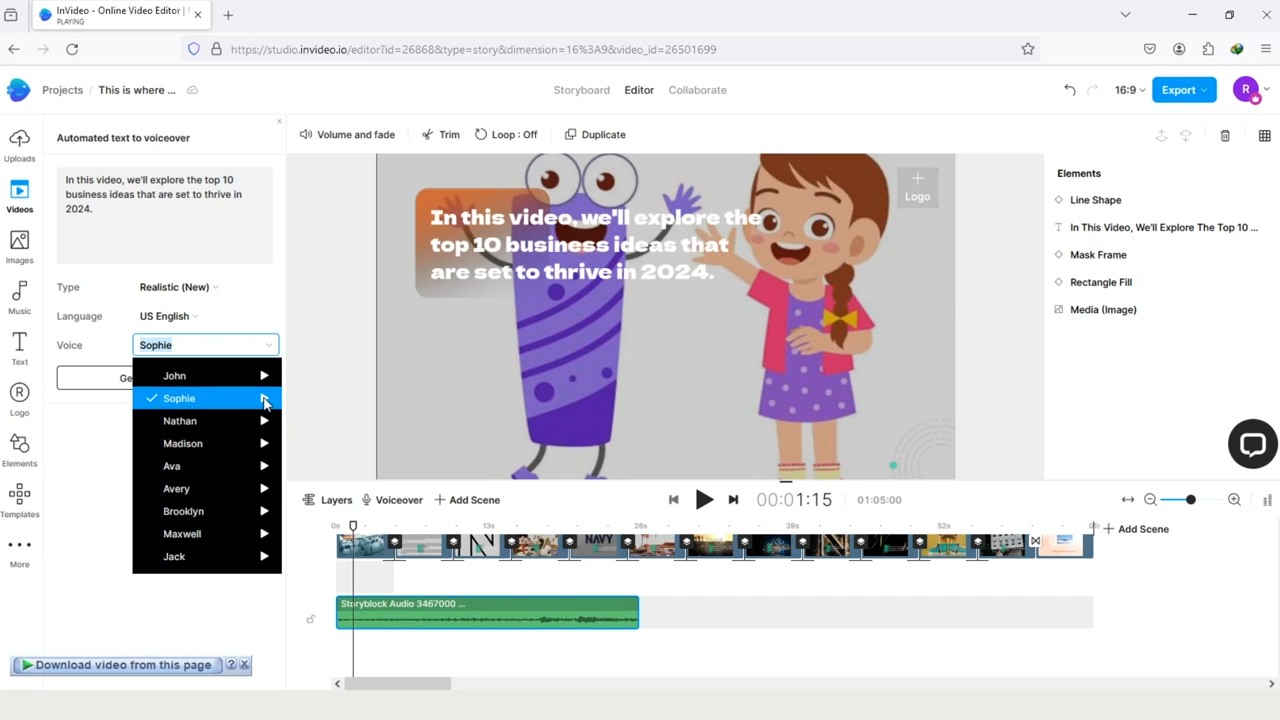 InVideo - Online Video Editor |
PLAYING
https://studio.invideo.io/editor?id=26868&type=story&dimension=16%3A9&video_id=26501699
Projects / This is where ...
Storyboard Editor Collaborate
16:9
Export
R
Uploads
Videos
Images
Music
Text
Logo
Elements
Templates
More
Automated text to voiceover
In this video, we'll explore the top 10
business ideas that are set to thrive in
2024.
Type Realistic (New)
Language US English
Voice Sophie
Ge
John
Sophie
Nathan
Madison
Ava
Avery
Brooklyn
Maxwell
Jack
Volume and fade Trim Loop : Off Duplicate
In this video, we'll explore the
top 10 business ideas that
are set to thrive in 2024.
+
Logo
Elements
Line Shape
In This Video, We'll Explore The Top 10 ...
Mask Frame
Rectangle Fill
Media (Image)
Layers Voiceover + Add Scene
00:01:15 01:05:00
0s 13s 26s 39s 52s
+ Add Scene
NAVY
Storyblock Audio 3467000 ...
Download video from this page ? X